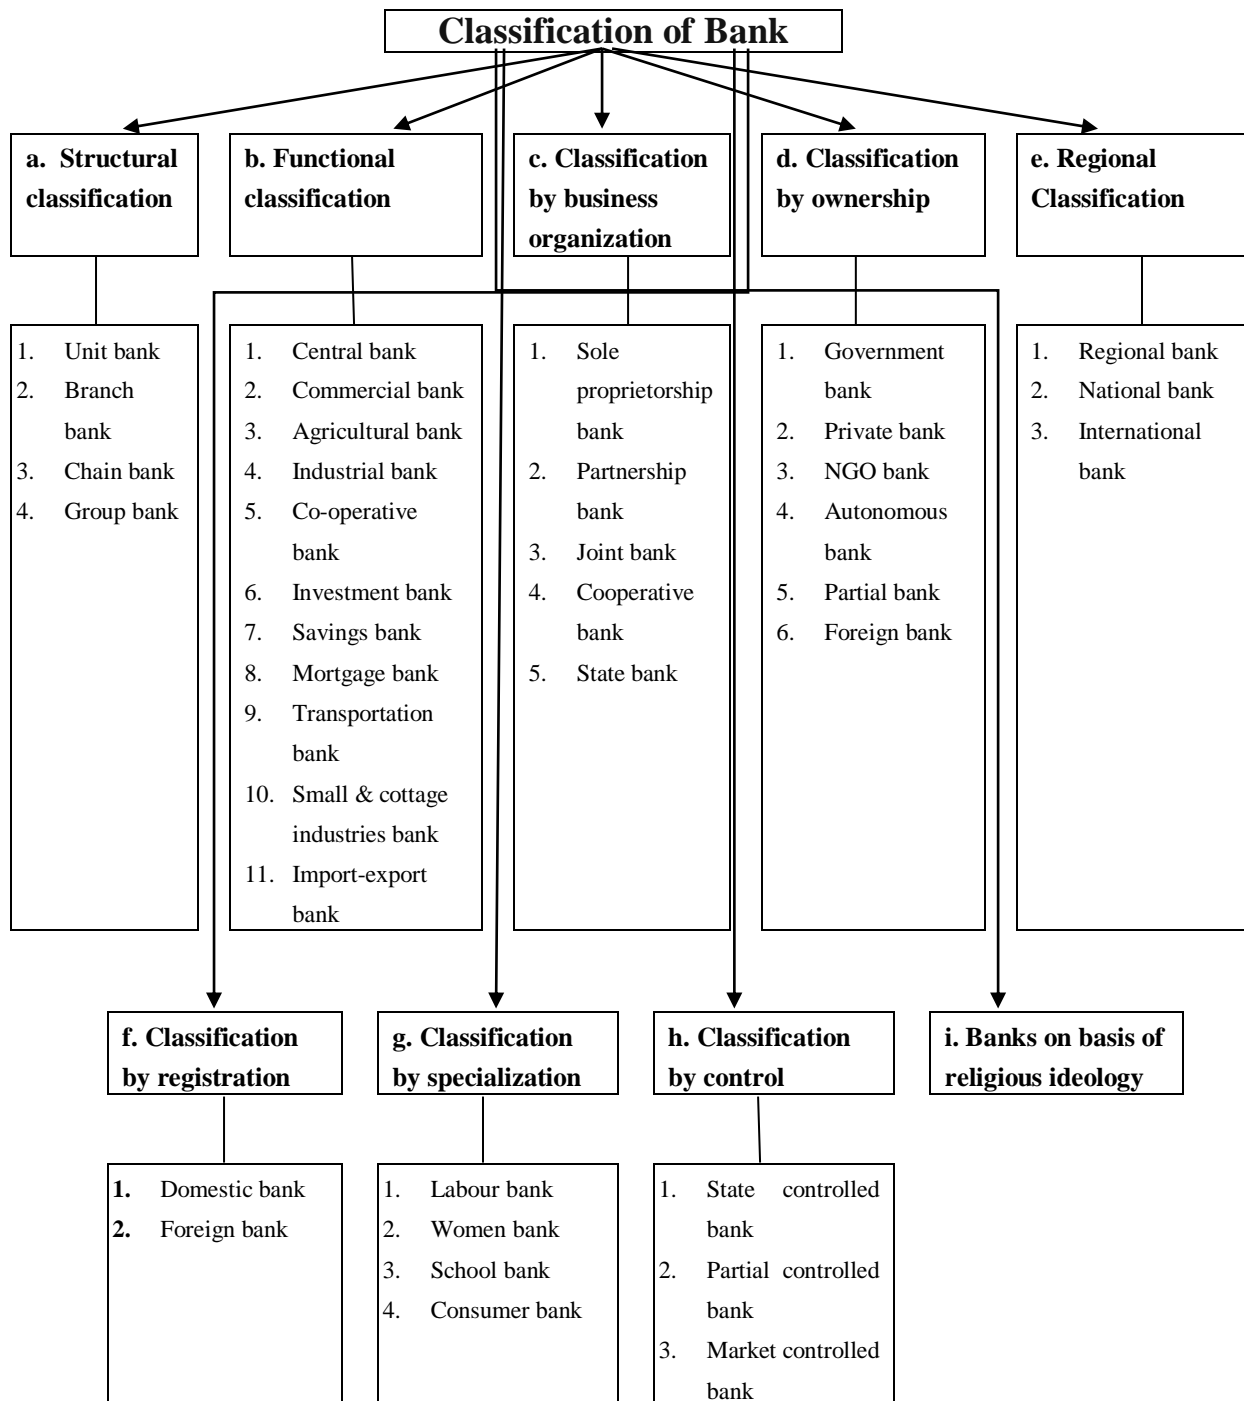 Classification of Bank
a. Structural
classification
b. Functional
classification
c. Classification
by business
organization
d. Classification
by ownership
e. Regional
Classification
1. Unit bank
2. Branch
bank
3. Chain bank
4. Group bank
1. Central bank
2. Commercial bank
3. Agricultural bank
4. Industrial bank
5. Co-operative
bank
6. Investment bank
7. Savings bank
8. Mortgage bank
9. Transportation
bank
10. Small & cottage
industries bank
11. Import-export
bank
1. Sole
proprietorship
bank
2. Partnership
bank
3. Joint bank
4. Cooperative
bank
5. State bank
1. Government
bank
2. Private bank
3. NGO bank
4. Autonomous
bank
5. Partial bank
6. Foreign bank
1. Regional bank
2. National bank
3. International
bank
f. Classification
by registration
g. Classification
by specialization
h. Classification
by control
i. Banks on basis of
religious ideology
1. Domestic bank
2. Foreign bank
1. Labour bank
2. Women bank
3. School bank
4. Consumer bank
1. State controlled
bank
2. Partial controlled
bank
3. Market controlled
bank